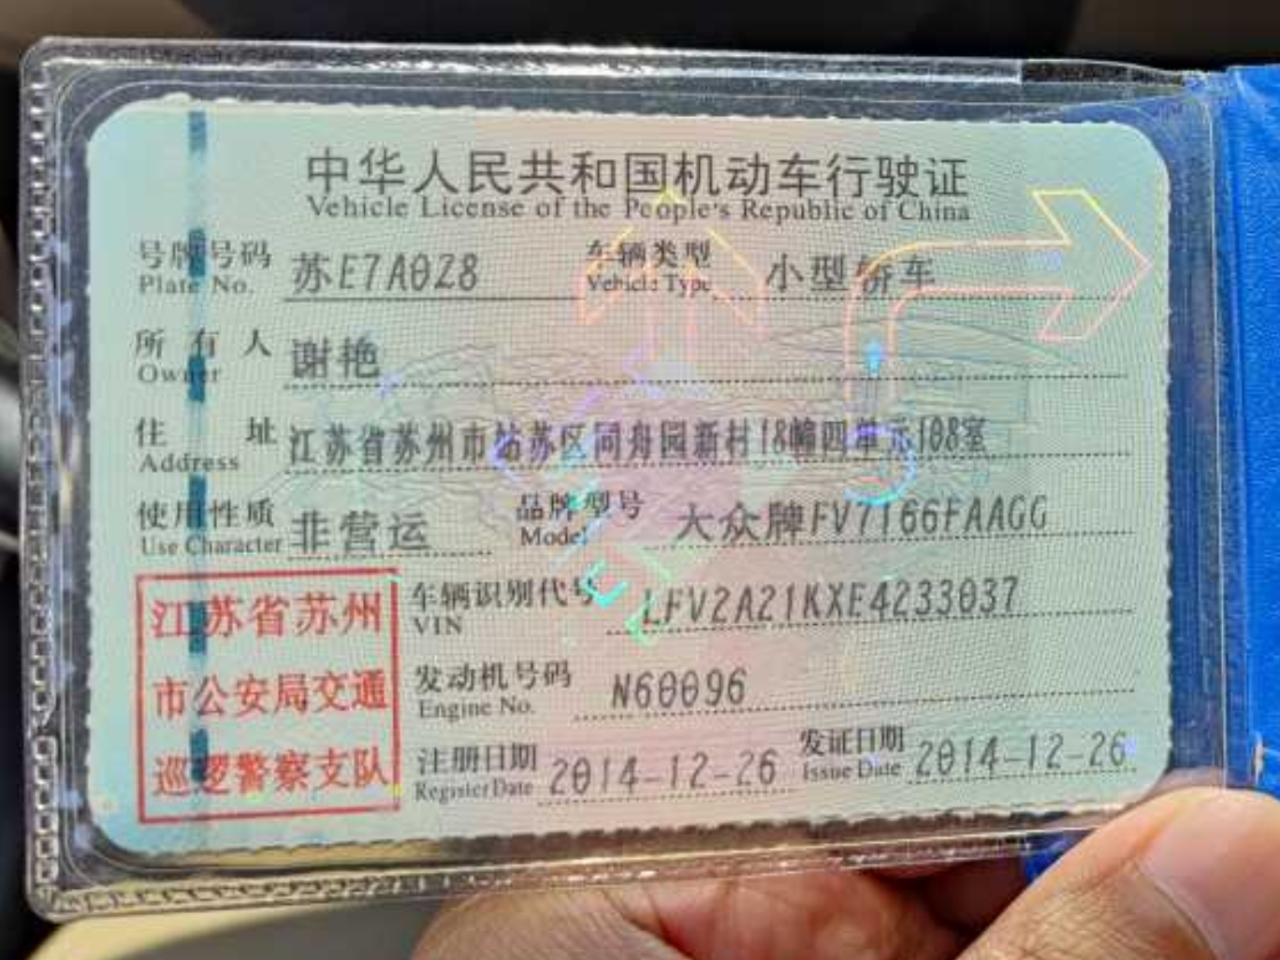 中华人民共和国机动车行驶证
Vehicle License of the People's Republic of China
号牌号码 苏E7A028 车辆类型 小型轿车
Plate No. Vehicle Type
所有人 谢艳
Owner
住址 江苏省苏州市姑苏区同舟园新村18幢四单元108室
Address
使用性质 非营运 品牌型号 大众牌FV7166FAAGG
Use Character Model
江苏省苏州
市公安局交通
巡逻警察支队
车辆识别代号 LFV2A21KXE4233037
VIN
发动机号码 N60096
Engine No.
注册日期 2014-12-26 发证日期 2014-12-26
Register Date Issue Date